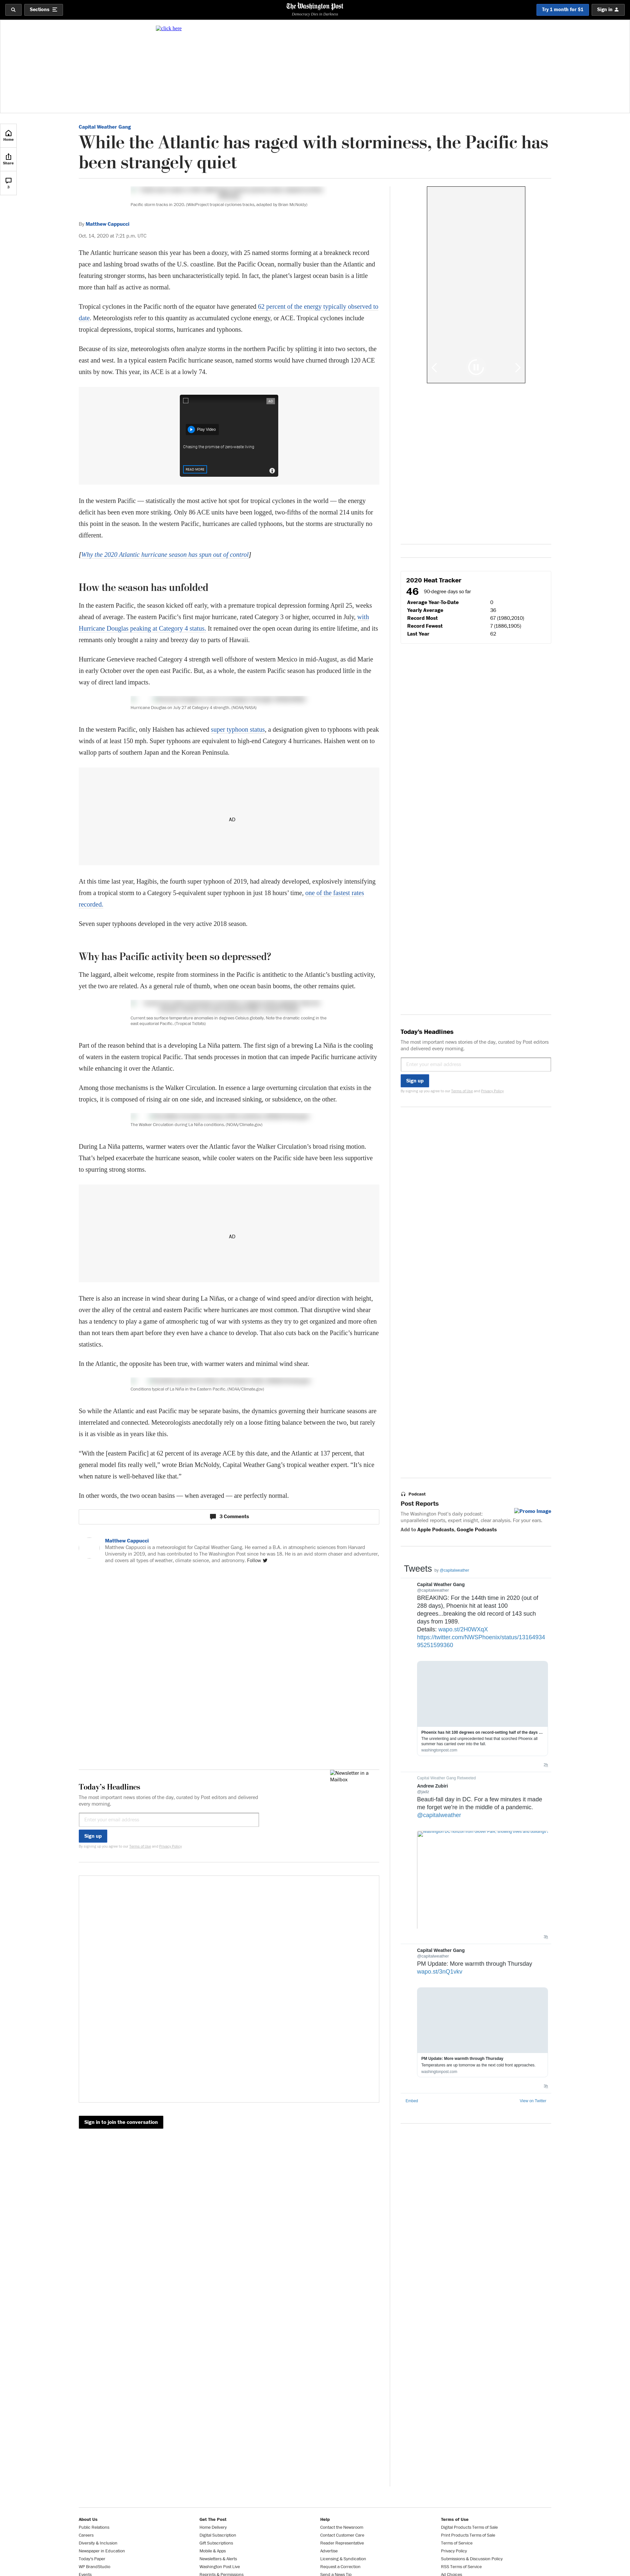 Sections
The Washington Post
Democracy Dies in Darkness
Try 1 month for $1
Sign in
click here
Home
Share
3
Capital Weather Gang
While the Atlantic has raged with storminess, the Pacific has
been strangely quiet
Pacific storm tracks in 2020. (WikiProject tropical cyclones tracks, adapted by Brian McNoldy)
By Matthew Cappucci
Oct. 14, 2020 at 7:21 p.m. UTC
The Atlantic hurricane season this year has been a doozy, with 25 named storms forming at a breakneck record
pace and lashing broad swaths of the U.S. coastline. But the Pacific Ocean, normally busier than the Atlantic and
featuring stronger storms, has been uncharacteristically tepid. In fact, the planet’s largest ocean basin is a little
more than half as active as normal.
Tropical cyclones in the Pacific north of the equator have generated 62 percent of the energy typically observed to
date. Meteorologists refer to this quantity as accumulated cyclone energy, or ACE. Tropical cyclones include
tropical depressions, tropical storms, hurricanes and typhoons.
Because of its size, meteorologists often analyze storms in the northern Pacific by splitting it into two sectors, the
east and west. In a typical eastern Pacific hurricane season, named storms would have churned through 120 ACE
units by now. This year, its ACE is at a lowly 74.
Play Video
Chasing the promise of zero-waste living
READ MORE
In the western Pacific — statistically the most active hot spot for tropical cyclones in the world — the energy
deficit has been even more striking. Only 86 ACE units have been logged, two-fifths of the normal 214 units for
this point in the season. In the western Pacific, hurricanes are called typhoons, but the storms are structurally no
different.
[Why the 2020 Atlantic hurricane season has spun out of control]
How the season has unfolded
In the eastern Pacific, the season kicked off early, with a meager tropical depression forming April 25, weeks
ahead of average. The eastern Pacific’s first major hurricane, rated Category 3 or higher, occurred in July, with
Hurricane Douglas peaking at Category 4 status. It stayed over the open ocean during its entire lifetime, and its
remnants only brought a rainy and breezy day to parts of Hawaii.
Hurricane Genevieve reached Category 4 strength well offshore of western Mexico in mid-August, as did Marie
in early October over the open east Pacific. But, as a whole, the eastern Pacific season has produced little in the
way of direct land impacts.
Hurricane Douglas on July 27 at Category 4 strength. (NOAA/NASA)
In the western Pacific, only Haishen has achieved super typhoon status, a designation given to typhoons with peak
winds of at least 150 mph. Super typhoons are equivalent to high-end Category 4 hurricanes. Haishen went on to
wallop parts of southern Japan and the Korean Peninsula.
AD
At this time last year, Hagibis, the fourth super typhoon of 2019, had already developed, explosively intensifying
from a tropical storm to a Category 5-equivalent super typhoon in just 18 hours’ time, one of the fastest rates
recorded.
Seven super typhoons developed in the very active 2018 season.
Why has Pacific activity been so depressed?
The laggard, albeit welcome, respite from storminess in the Pacific is antithetic to the Atlantic’s bustling activity,
yet the two are related. As a general rule of thumb, when one ocean basin booms, the other remains quiet.
Current sea surface temperature anomalies in degrees Celsius globally. Note the dramatic cooling in the
east equatorial Pacific. (Tropical Tidbits)
Part of the reason behind that is a developing La Niña pattern. The first sign of a brewing La Niña is the cooling
of waters in the eastern tropical Pacific. That sends processes in motion that can impede Pacific hurricane activity
while enhancing it over the Atlantic.
Among those mechanisms is the Walker Circulation. In essence a large, overturning circulation that exists in the
tropics, it is composed of rising air on one side, and increased sinking, or subsidence, on the other.
The Walker Circulation during La Niña conditions. (NOAA/Climate.gov)
During La Niña patterns, warmer waters over the Atlantic favor the Walker Circulation’s broad rising motion.
That’s helped exacerbate the hurricane season, while cooler waters on the Pacific side have been less supportive
to spurring strong storms.
AD
There is also an increase in wind shear during La Niñas, or a change of wind speed and/or direction with height,
over the alley of the central and eastern Pacific where hurricanes are most common. That disruptive wind shear
has a tendency to play a game of atmospheric tug of war with systems as they try to get organized and more often
than not tears them apart before they even have a chance to develop. That also cuts back on the Pacific’s hurricane
statistics.
In the Atlantic, the opposite has been true, with warmer waters and minimal wind shear.
Conditions typical of La Niña in the Eastern Pacific. (NOAA/Climate.gov)
So while the Atlantic and east Pacific may be separate basins, the dynamics governing their hurricane seasons are
interrelated and connected. Meteorologists anecdotally rely on a loose fitting balance between the two, but rarely
is it as visible as in years like this.
“With the [eastern Pacific] at 62 percent of its average ACE by this date, and the Atlantic at 137 percent, that
general model fits really well,” wrote Brian McNoldy, Capital Weather Gang’s tropical weather expert. “It’s nice
when nature is well-behaved like that.”
In other words, the two ocean basins — when averaged — are perfectly normal.
3 Comments
Matthew Cappucci
Matthew Cappucci is a meteorologist for Capital Weather Gang. He earned a B.A. in atmospheric sciences from Harvard
University in 2019, and has contributed to The Washington Post since he was 18. He is an avid storm chaser and adventurer,
and covers all types of weather, climate science, and astronomy. Follow
Newsletter in a
Mailbox
Today’s Headlines
The most important news stories of the day, curated by Post editors and delivered
every morning.
Enter your email address
Sign up
By signing up you agree to our Terms of Use and Privacy Policy
Sign in to join the conversation
2020 Heat Tracker
46 90-degree days so far
Average Year-To-Date 0
Yearly Average 36
Record Most 67 (1980,2010)
Record Fewest 7 (1886,1905)
Last Year 62
Today’s Headlines
The most important news stories of the day, curated by Post editors
and delivered every morning.
Enter your email address
Sign up
By signing up you agree to our Terms of Use and Privacy Policy
Podcast
Post Reports
The Washington Post’s daily podcast:
unparalleled reports, expert insight, clear analysis. For your ears.
Promo Image
Add to Apple Podcasts, Google Podcasts
Tweets by @capitalweather
Capital Weather Gang
@capitalweather
BREAKING: For the 144th time in 2020 (out of
288 days), Phoenix hit at least 100
degrees...breaking the old record of 143 such
days from 1989.
Details: wapo.st/2H0WXqX
https://twitter.com/NWSPhoenix/status/13164934
95251599360
Phoenix has hit 100 degrees on record-setting half of the days ...
The unrelenting and unprecedented heat that scorched Phoenix all
summer has carried over into the fall.
washingtonpost.com
Capital Weather Gang Retweeted
Andrew Zubiri
Beauti-fall day in DC. For a few minutes it made
me forget we're in the middle of a pandemic.
@capitalweather
Capital Weather Gang
@capitalweather
PM Update: More warmth through Thursday
wapo.st/3nQ1vkv
PM Update: More warmth through Thursday
Temperatures are up tomorrow as the next cold front approaches.
washingtonpost.com
Embed
View on Twitter
About Us
Public Relations
Careers
Diversity & Inclusion
Newspaper in Education
Today's Paper
WP BrandStudio
Events
Get The Post
Home Delivery
Digital Subscription
Gift Subscriptions
Mobile & Apps
Newsletters & Alerts
Washington Post Live
Reprints & Permissions
Help
Contact the Newsroom
Contact Customer Care
Reader Representative
Advertise
Licensing & Syndication
Request a Correction
Send a News Tip
Terms of Use
Digital Products Terms of Sale
Print Products Terms of Sale
Terms of Service
Privacy Policy
Submissions & Discussion Policy
RSS Terms of Service
Ad Choices